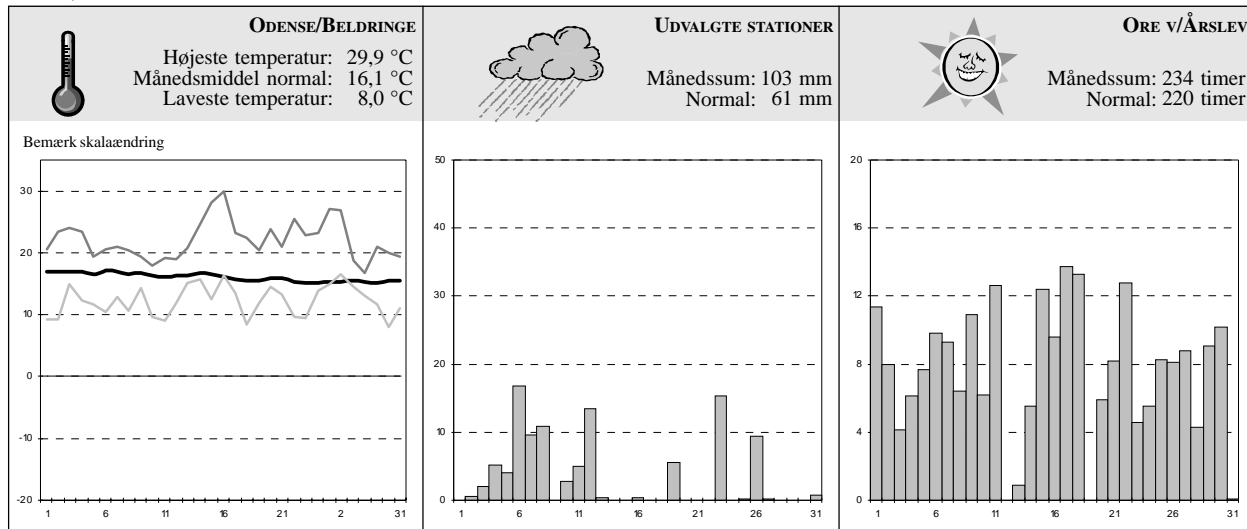 ODENSE/BELDRINGE
Højeste temperatur: 29,9 °C
Månedsmiddel normal: 16,1 °C
Laveste temperatur: 8,0 °C
Bemærk skalaændring
30
20
10
0
-10
-20
1 6 11 16 21 2 31
UDVALGTE STATIONER
Månedssum: 103 mm
Normal: 61 mm
50
40
30
20
10
0
1 6 11 16 21 26 31
ORE V/ÅRSLEV
Månedssum: 234 timer
Normal: 220 timer
20
16
12
8
4
0
1 6 11 16 21 26 31